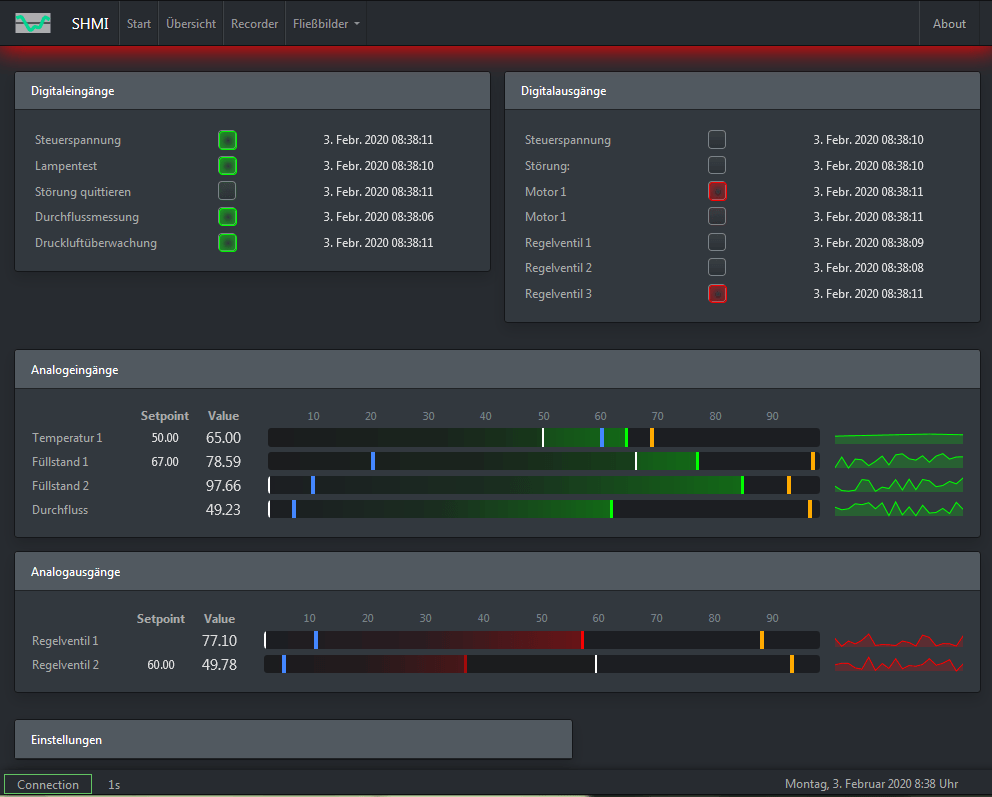 SHMI Start Übersicht Recorder Fließbilder About
Digitaleingänge
Steuerspannung 3. Febr. 2020 08:38:11
Lampentest 3. Febr. 2020 08:38:10
Störung quittieren 3. Febr. 2020 08:38:11
Durchflussmessung 3. Febr. 2020 08:38:06
Druckluftüberwachung 3. Febr. 2020 08:38:11
Digitalausgänge
Steuerspannung 3. Febr. 2020 08:38:10
Störung: 3. Febr. 2020 08:38:10
Motor 1 3. Febr. 2020 08:38:11
Motor 1 3. Febr. 2020 08:38:11
Regelventil 1 3. Febr. 2020 08:38:09
Regelventil 2 3. Febr. 2020 08:38:08
Regelventil 3 3. Febr. 2020 08:38:11
Analogeingänge
Setpoint Value 10 20 30 40 50 60 70 80 90
Temperatur 1 50.00 65.00
Füllstand 1 67.00 78.59
Füllstand 2 97.66
Durchfluss 49.23
Analogausgänge
Setpoint Value 10 20 30 40 50 60 70 80 90
Regelventil 1 77.10
Regelventil 2 60.00 49.78
Einstellungen
Connection 1s Montag, 3. Februar 2020 8:38 Uhr